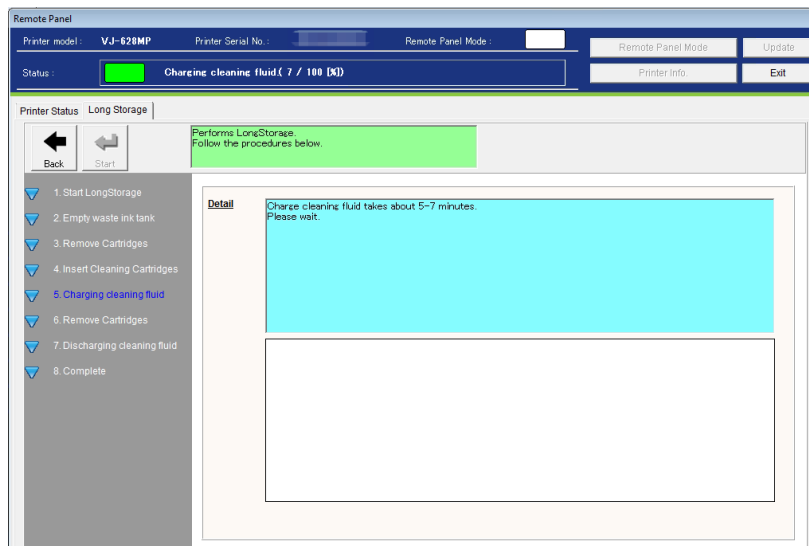 Remote Panel
Printer model : VJ-628MP Printer Serial No. : Remote Panel Mode :
Remote Panel Mode Update
Status : Charging cleaning fluid.( 7 / 100 [%])
Printer Info. Exit
Printer Status Long Storage
Back Start
Performs LongStorage.
Follow the procedures below.
1. Start LongStorage
2. Empty waste ink tank
3. Remove Cartridges
4. Insert Cleaning Cartridges
5. Charging cleaning fluid
6. Remove Cartridges
7. Discharging cleaning fluid
8. Complete
Detail
Charge cleaning fluid takes about 5-7 minutes.
Please wait.